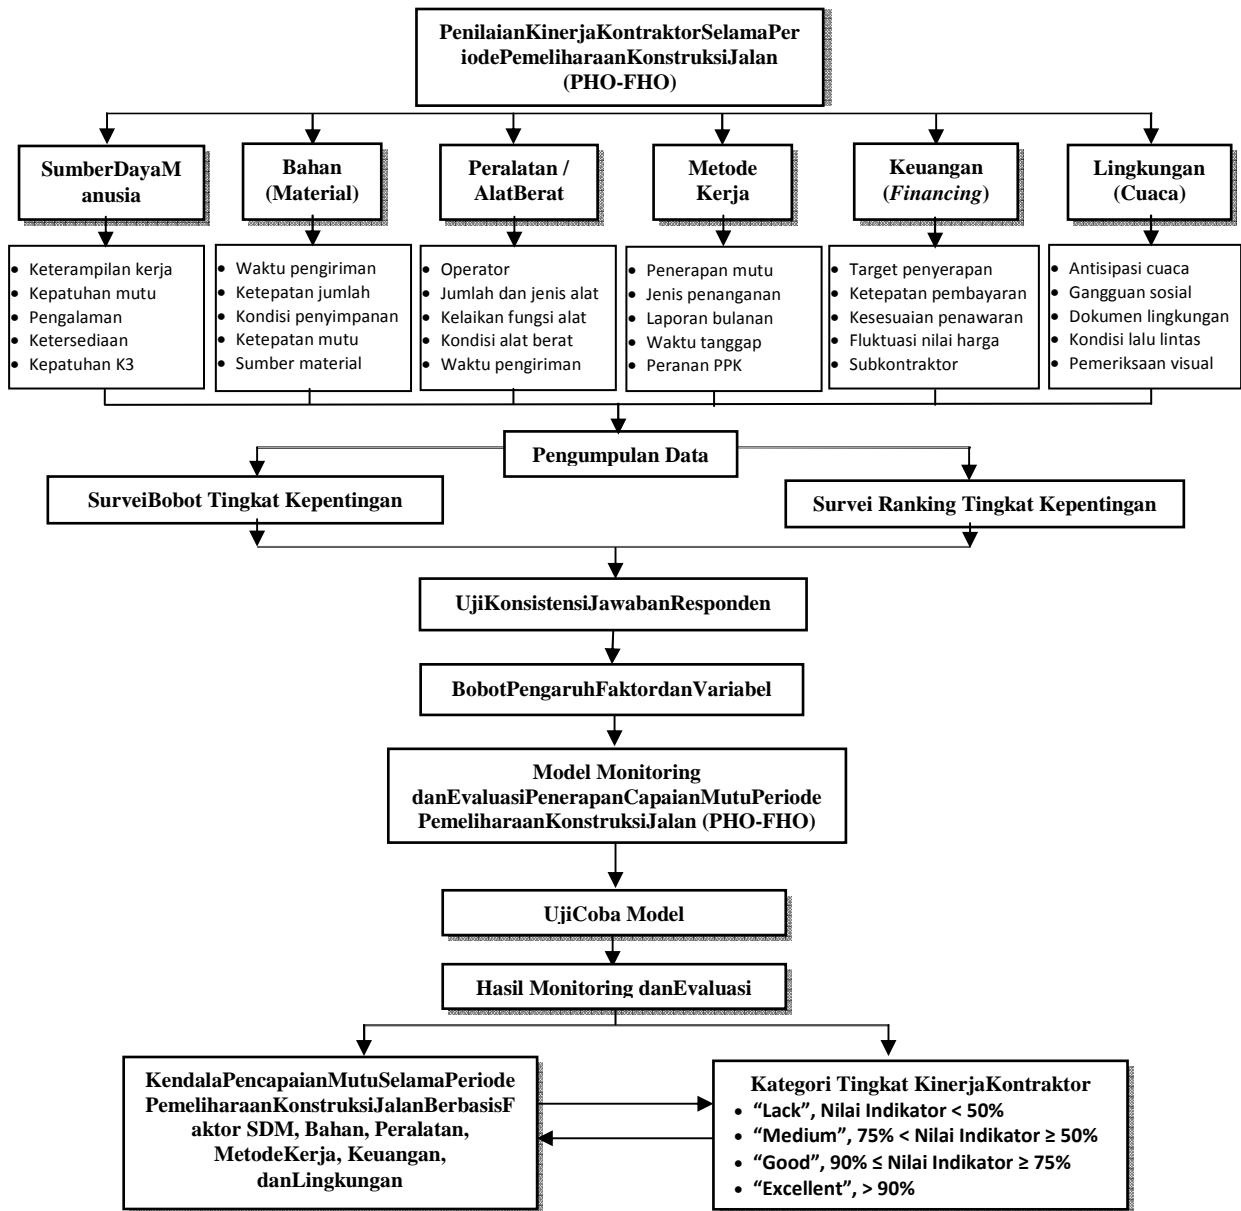 PenilaianKinerjaKontraktorSelamaPer
iodePemeliharaanKonstruksiJalan
(PHO-FHO)
SumberDayaM
anusia
Bahan
(Material)
Peralatan /
AlatBerat
Metode
Kerja
Keuangan
(Financing)
Lingkungan
(Cuaca)
• Keterampilan kerja
• Kepatuhan mutu
• Pengalaman
• Ketersediaan
• Kepatuhan K3
• Waktu pengiriman
• Ketepatan jumlah
• Kondisi penyimpanan
• Ketepatan mutu
• Sumber material
• Operator
• Jumlah dan jenis alat
• Kelaikan fungsi alat
• Kondisi alat berat
• Waktu pengiriman
• Penerapan mutu
• Jenis penanganan
• Laporan bulanan
• Waktu tanggap
• Peranan PPK
• Target penyerapan
• Ketepatan pembayaran
• Kesesuaian penawaran
• Fluktuasi nilai harga
• Subkontraktor
• Antisipasi cuaca
• Gangguan sosial
• Dokumen lingkungan
• Kondisi lalu lintas
• Pemeriksaan visual
Pengumpulan Data
SurveiBobot Tingkat Kepentingan
Survei Ranking Tingkat Kepentingan
UjiKonsistensiJawabanResponden
BobotPengaruhFaktordanVariabel
Model Monitoring
danEvaluasiPenerapanCapaianMutuPeriode
PemeliharaanKonstruksiJalan (PHO-FHO)
UjiCoba Model
Hasil Monitoring danEvaluasi
KendalaPencapaianMutuSelamaPeriode
PemeliharaanKonstruksiJalanBerbasisF
aktor SDM, Bahan, Peralatan,
MetodeKerja, Keuangan,
danLingkungan
Kategori Tingkat KinerjaKontraktor
• “Lack”, Nilai Indikator < 50%
• “Medium”, 75% < Nilai Indikator ≥ 50%
• “Good”, 90% ≤ Nilai Indikator ≥ 75%
• “Excellent”, > 90%